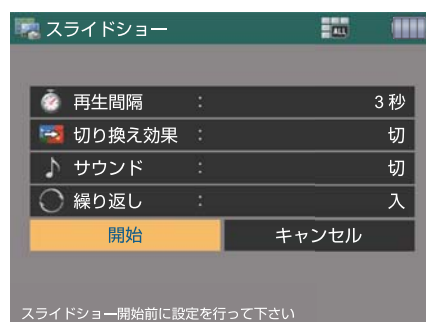 スライドショー ALL
再生間隔 : 3秒
切り換え効果 : 切
サウンド : 切
繰り返し : 入
開始 キャンセル
スライドショー開始前に設定を行って下さい